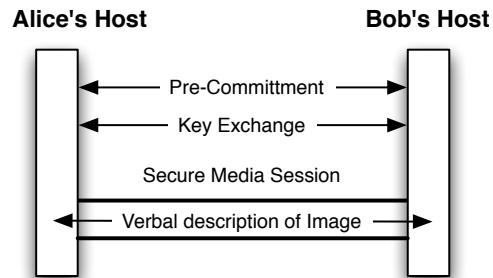 Alice's Host
Bob's Host
Pre-Committment
Key Exchange
Secure Media Session
Verbal description of Image